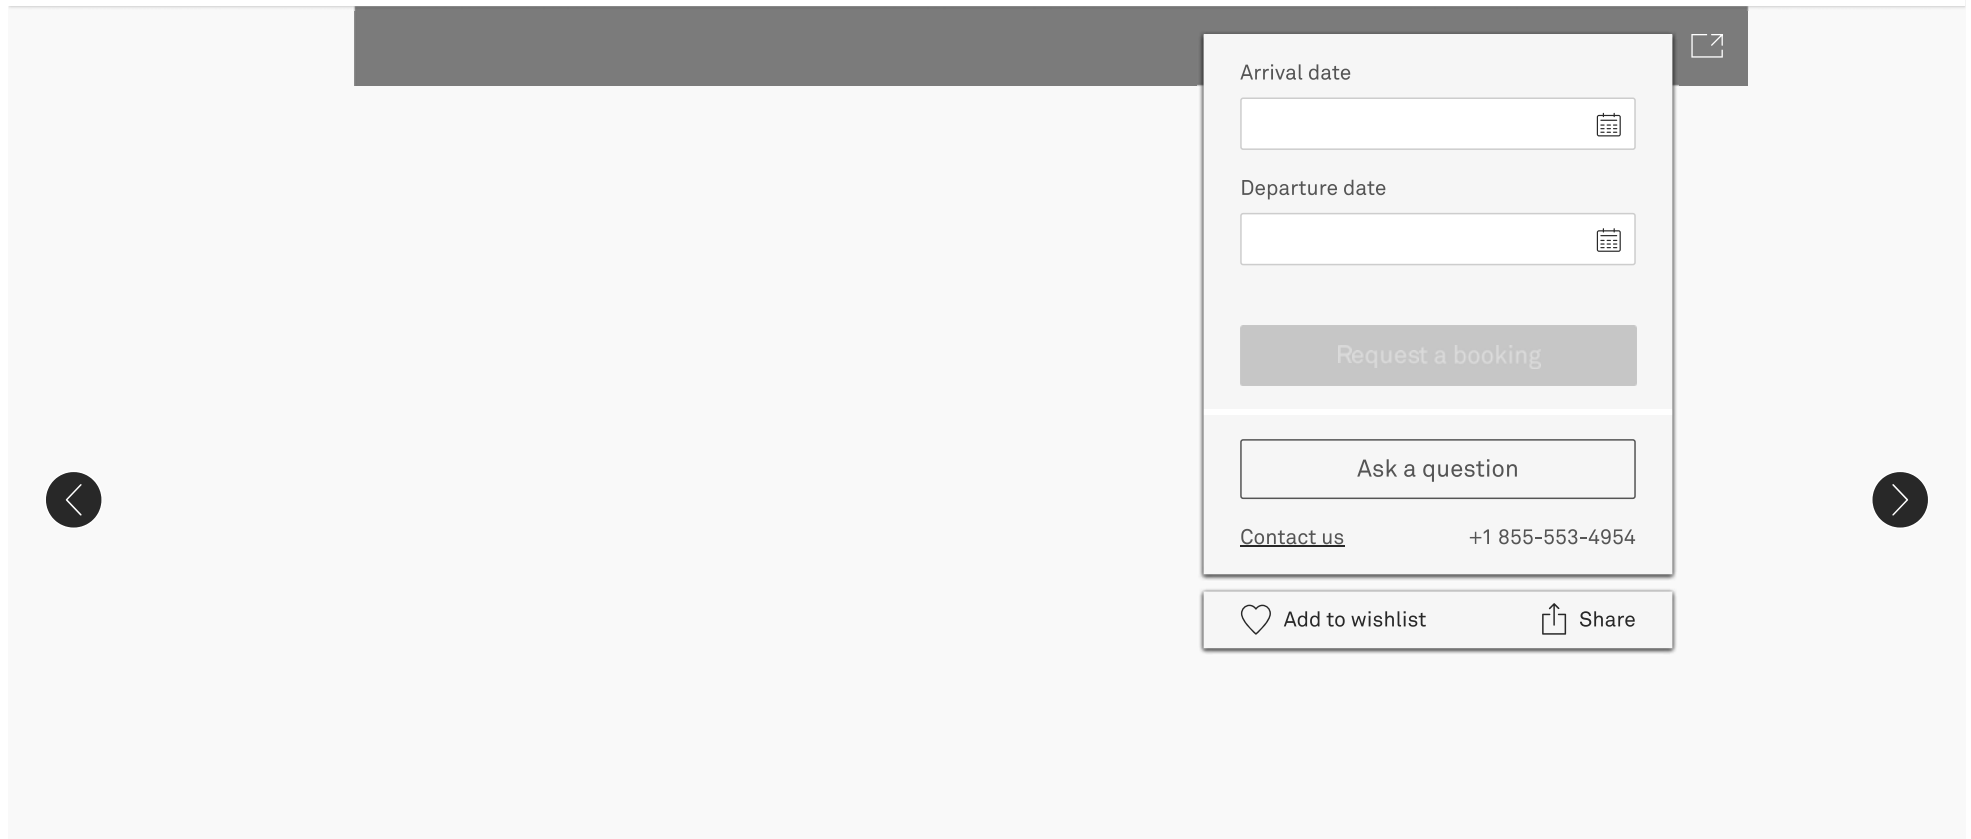 Arrival date
Departure date
Request a booking
Ask a question
Contact us +1 855-553-4954
Add to wishlist Share